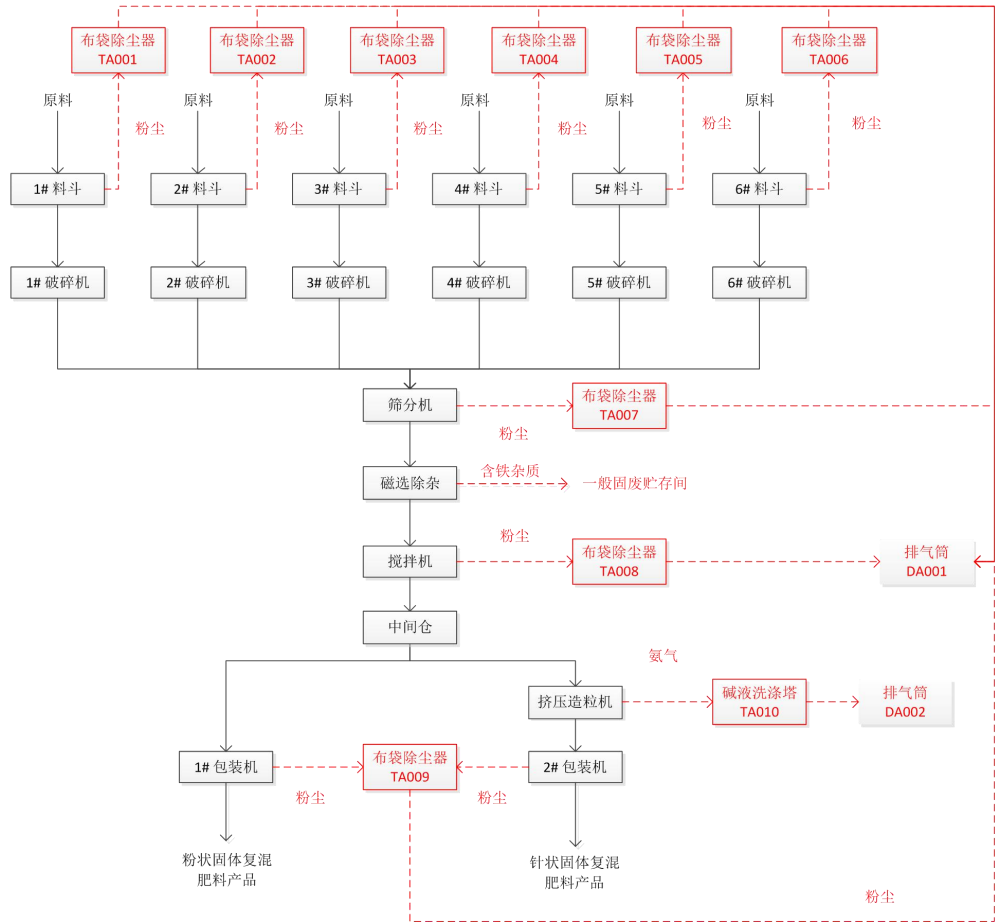 布袋除尘器
TA001
布袋除尘器
TA002
布袋除尘器
TA003
布袋除尘器
TA004
布袋除尘器
TA005
布袋除尘器
TA006
原料
粉尘
原料
粉尘
原料
粉尘
原料
粉尘
原料
粉尘
原料
粉尘
1# 料斗
2# 料斗
3# 料斗
4# 料斗
5# 料斗
6# 料斗
1# 破碎机
2# 破碎机
3# 破碎机
4# 破碎机
5# 破碎机
6# 破碎机
筛分机
粉尘
布袋除尘器
TA007
磁选除杂
含铁杂质
一般固废贮存间
搅拌机
粉尘
布袋除尘器
TA008
排气筒
DA001
中间仓
挤压造粒机
氨气
碱液洗涤塔
TA010
排气筒
DA002
1# 包装机
粉尘
布袋除尘器
TA009
粉尘
2# 包装机
粉状固体复混
肥料产品
针状固体复混
肥料产品
粉尘